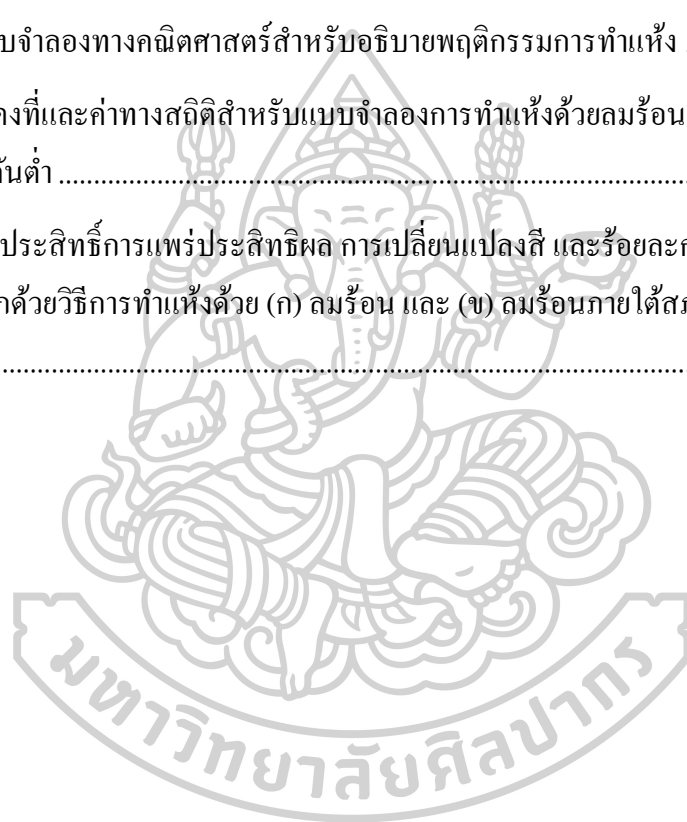 บจำลองทางคณิตศาสตร์สำหรับอธิบายพฤติกรรมการทำแห้ง .
งที่และค่าทางสถิติสำหรับแบบจำลองการทำแห้งด้วยลมร้อน
ันต่ำ ..........................................................................................
ประสิทธิ์การแพร่ประสิทธิผล การเปลี่ยนแปลงสี และร้อยละก
กด้วยวิธีการทำแห้งด้วย (ก) ลมร้อน และ (ข) ลมร้อนภายใต้สภ
..........................................................................................
มหาวิทยาลัยศิลปากร